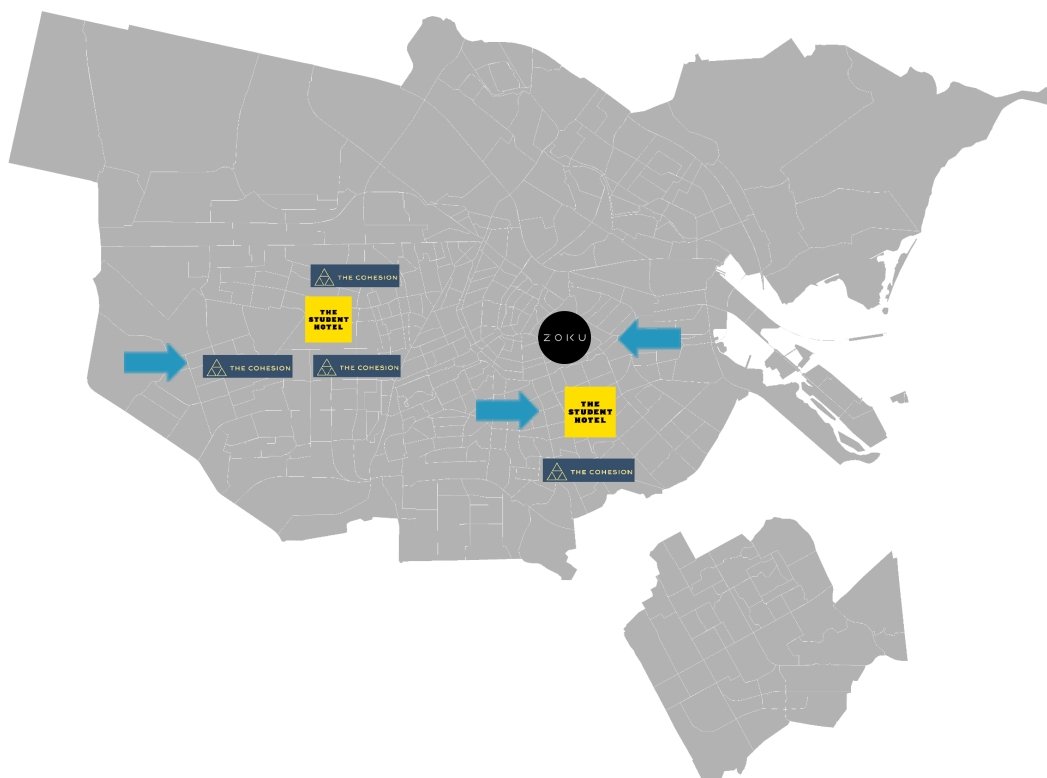 THE COHESION
THE
STUDENT
HOTEL
ZOKU
THE COHESION
THE COHESION
THE
STUDENT
HOTEL
THE COHESION